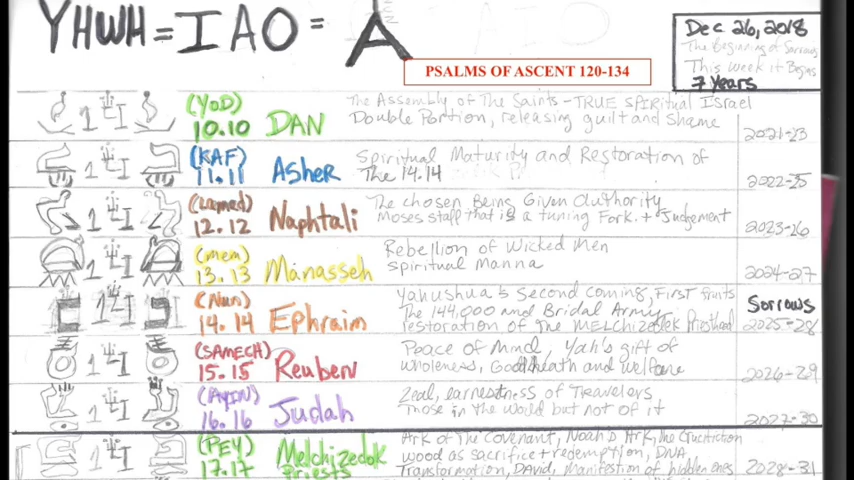 YHWH = IAO = A
Dec 26, 2018
The Beginning of Sorrows
This week it Begins
7 Years
PSALMS OF ASCENT 120-134
(YoD)
10.10 DAN
The Assembly of The Saints - TRUE SPIRitual Israel
Double Portion, releasing guilt and shame
2021-23
(KAF)
11.11 Asher
Spiritual Maturity and Restoration of
The 14.14
2022-25
(Lamed)
12.12 Naphtali
The chosen Being Given Authority
Moses staff that is a tuning Fork. + Judgement
2023-26
(mem)
13.13 Manasseh
Rebellion of Wicked Men
spiritual Manna
2024-27
(Nun)
14.14 Ephraim
Yahushua's Second coming, First fruits
The 144,000 and Bridal Army
restoration of The MELCHizedek Priesthood
Sorrows
2025-28
(SAMECH)
15.15 Reuben
Peace of Mind, Yah's gift of
wholeness, Good heath and welfare
2026-29
(AYIN)
16.16 Judah
Zeal, earnestness of Travelers
Those in the world but not of it
2027-30
(PEY)
17.17 Melchizedok
Priests
Ark of The Covenant, Noah's Ark, The Crucifiction
wood as sacrifice + redemption, DNA
Transformation, DAVID, Manifestion of hidden ones
2028-31